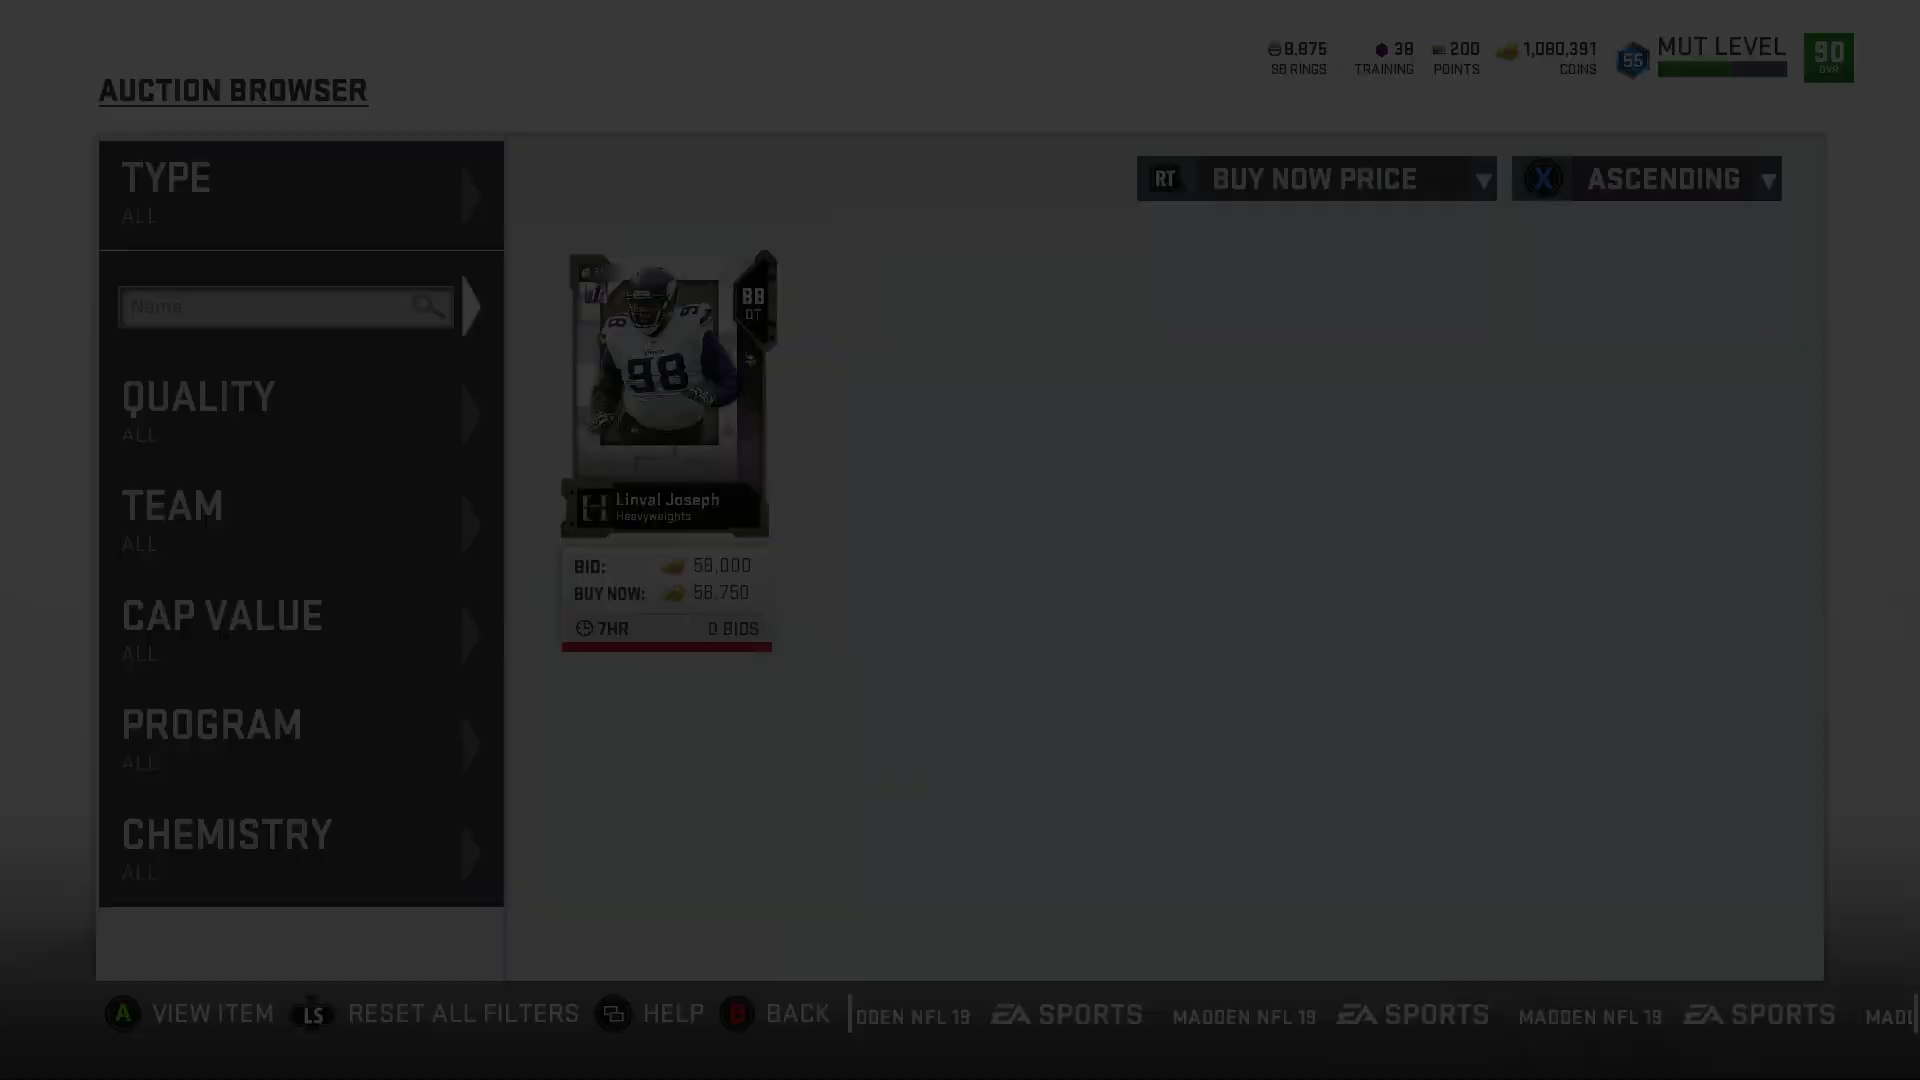 8,875
SB RINGS
38
TRAINING
200
POINTS
1,080,391
COINS
55
MUT LEVEL
90
OVR
AUCTION BROWSER
TYPE
ALL
RT
BUY NOW PRICE
X
ASCENDING
Name
QUALITY
ALL
TEAM
ALL
CAP VALUE
ALL
PROGRAM
ALL
CHEMISTRY
ALL
88
DT
98
H
Linval Joseph
Heavyweights
BID: 58,000
BUY NOW: 58,750
7HR 0 BIDS
A VIEW ITEM LS RESET ALL FILTERS HELP B BACK
DDEN NFL 19 EA SPORTS MADDEN NFL 19 EA SPORTS MADDEN NFL 19 EA SPORTS MADD